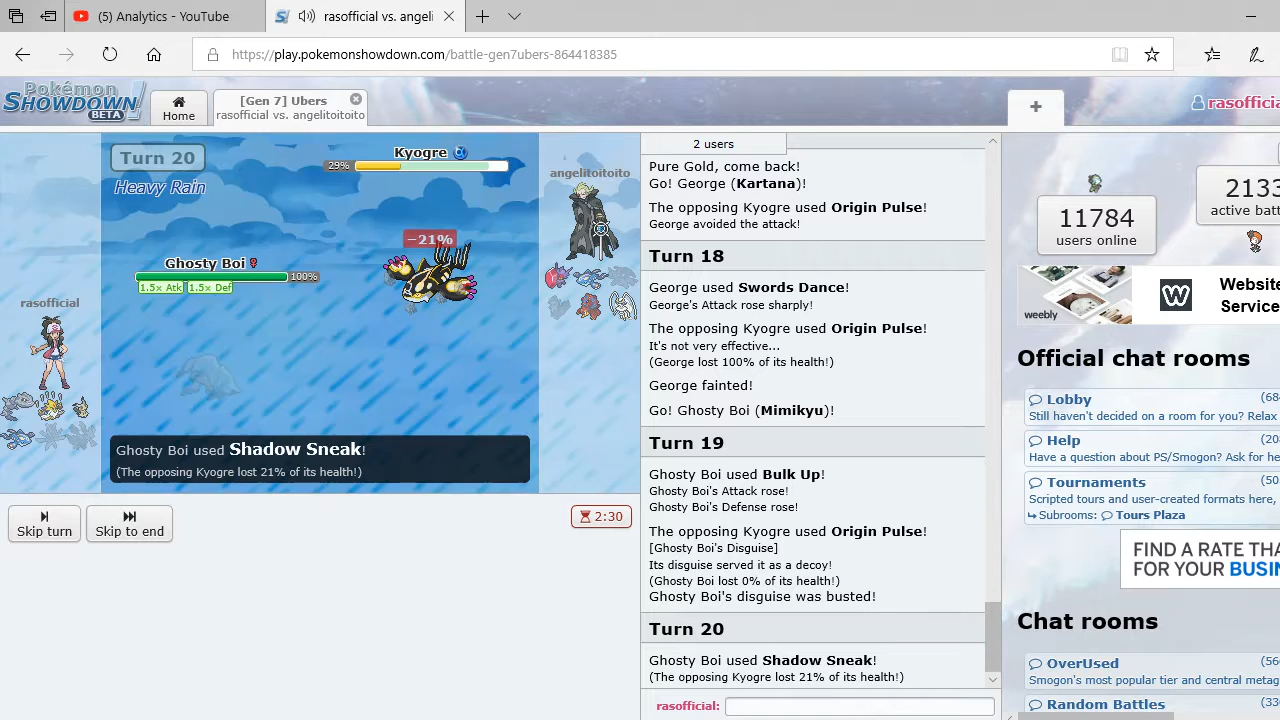 (5) Analytics - YouTube
rasofficial vs. angeli
https://play.pokemonshowdown.com/battle-gen7ubers-864418385
Pokémon
SHOWDOWN!
BETA
Home
[Gen 7] Ubers
rasofficial vs. angelitoitoito
+
rasofficial
Turn 20
Heavy Rain
Kyogre
29%
−21%
Ghosty Boi ♀
100%
1.5× Atk 1.5× Def
angelitoitoito
rasofficial
Ghosty Boi used Shadow Sneak!
(The opposing Kyogre lost 21% of its health!)
Skip turn
Skip to end
2:30
2 users
Pure Gold, come back!
Go! George (Kartana)!
The opposing Kyogre used Origin Pulse!
George avoided the attack!
Turn 18
George used Swords Dance!
George's Attack rose sharply!
The opposing Kyogre used Origin Pulse!
It's not very effective...
(George lost 100% of its health!)
George fainted!
Go! Ghosty Boi (Mimikyu)!
Turn 19
Ghosty Boi used Bulk Up!
Ghosty Boi's Attack rose!
Ghosty Boi's Defense rose!
The opposing Kyogre used Origin Pulse!
[Ghosty Boi's Disguise]
Its disguise served it as a decoy!
(Ghosty Boi lost 0% of its health!)
Ghosty Boi's disguise was busted!
Turn 20
Ghosty Boi used Shadow Sneak!
(The opposing Kyogre lost 21% of its health!)
rasofficial:
11784
users online
2133
active batt
weebly
W
Website
Service
Official chat rooms
Lobby (68
Still haven't decided on a room for you? Relax
Help (20
Have a question about PS/Smogon? Ask for he
Tournaments (50
Scripted tours and user-created formats here,
Subrooms: Tours Plaza
FIND A RATE THA
FOR YOUR BUSIN
Chat rooms
OverUsed (56
Smogon's most popular tier and central metag
Random Battles (33